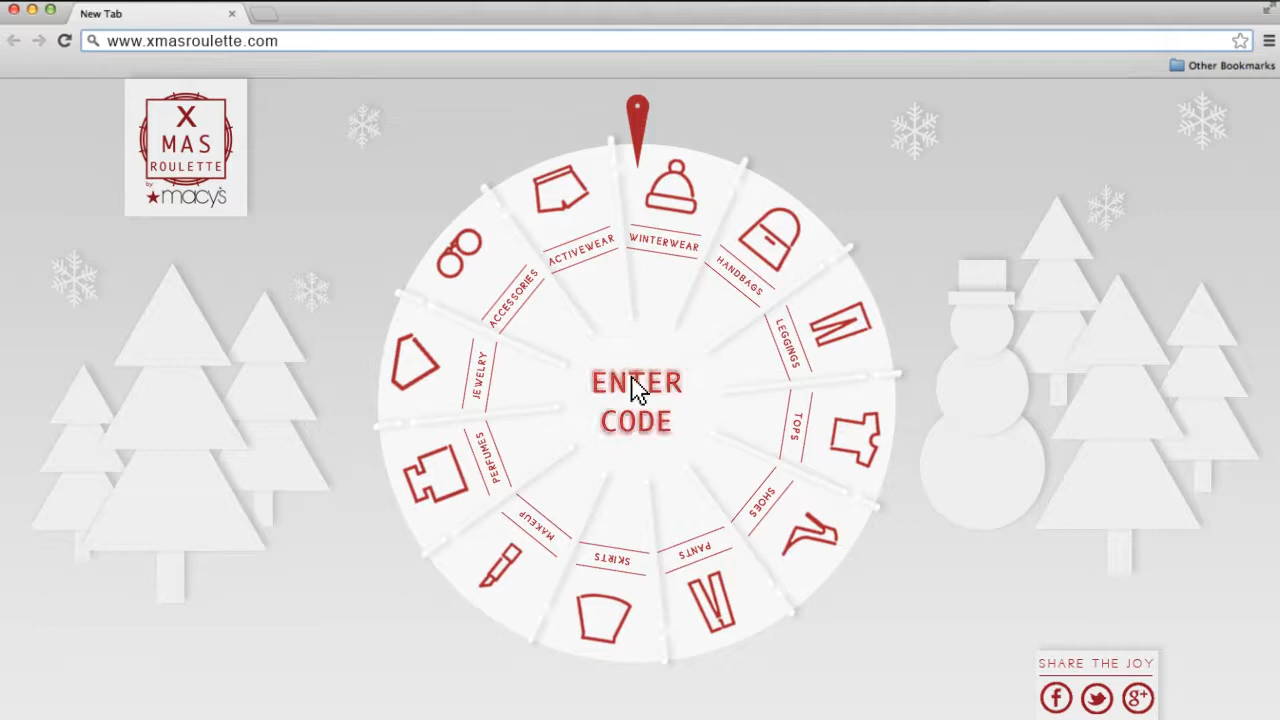 New Tab
www.xmasroulette.com
Other Bookmarks
X
MAS
ROULETTE
by
macy's
WINTERWEAR
HANDBAGS
LEGGINGS
TOPS
SHOES
PANTS
SKIRTS
MAKEUP
PERFUMES
JEWELRY
ACCESSORIES
ACTIVEWEAR
ENTER
CODE
SHARE THE JOY
f
g+